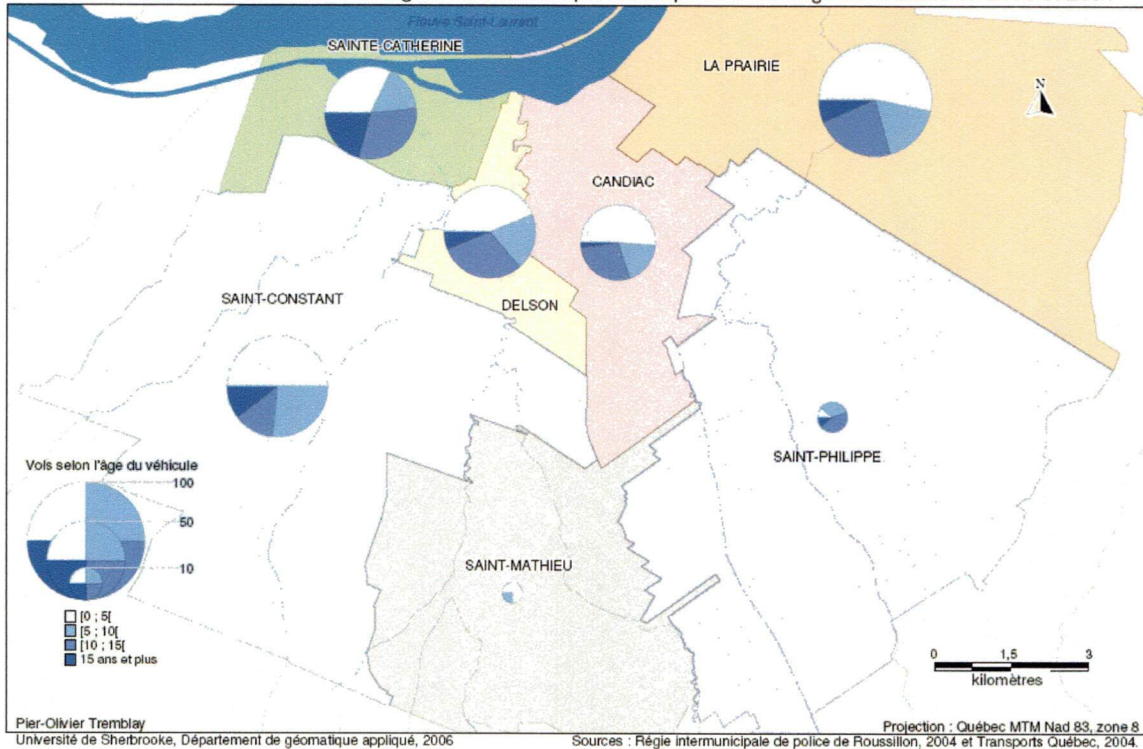 Fleuve Saint-Laurent
SAINTE-CATHERINE
LA PRAIRIE
N
CANDIAC
SAINT-CONSTANT
DELSON
SAINT-PHILIPPE
SAINT-MATHIEU
Vols selon l'âge du véhicule
100
50
10
[0 ; 5[
[5 ; 10[
[10 ; 15[
15 ans et plus
0 1,5 3
kilomètres
Pier-Olivier Tremblay
Projection : Québec MTM Nad 83, zone 8
Université de Sherbrooke, Département de géomatique appliqué, 2006
Sources : Régie intermunicipale de police de Roussillon, 2004 et Transports Québec, 2004